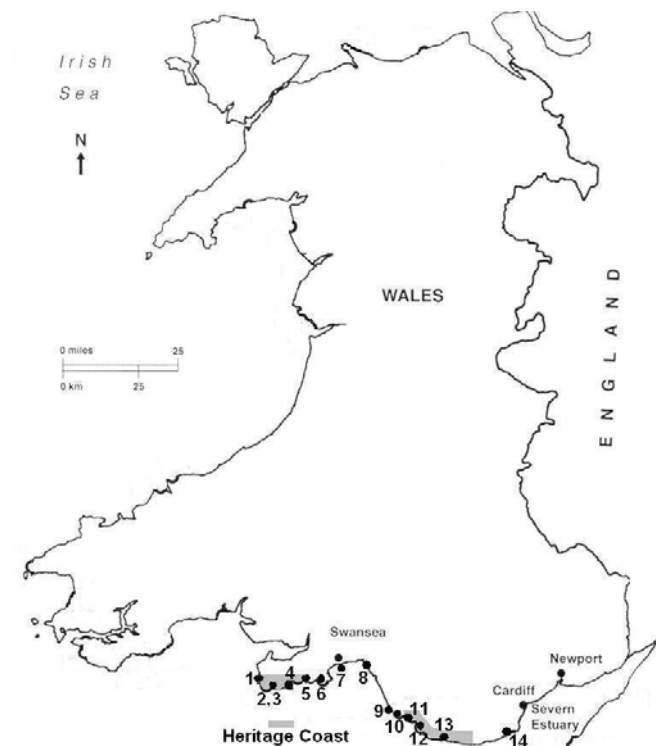 Irish
Sea
N
WALES
ENGLAND
0 miles 25
0 km 25
Swansea
Newport
Cardiff
Severn
Estuary
1
2,3
4
5
6
7
8
9
10
11
12
13
14
Heritage Coast